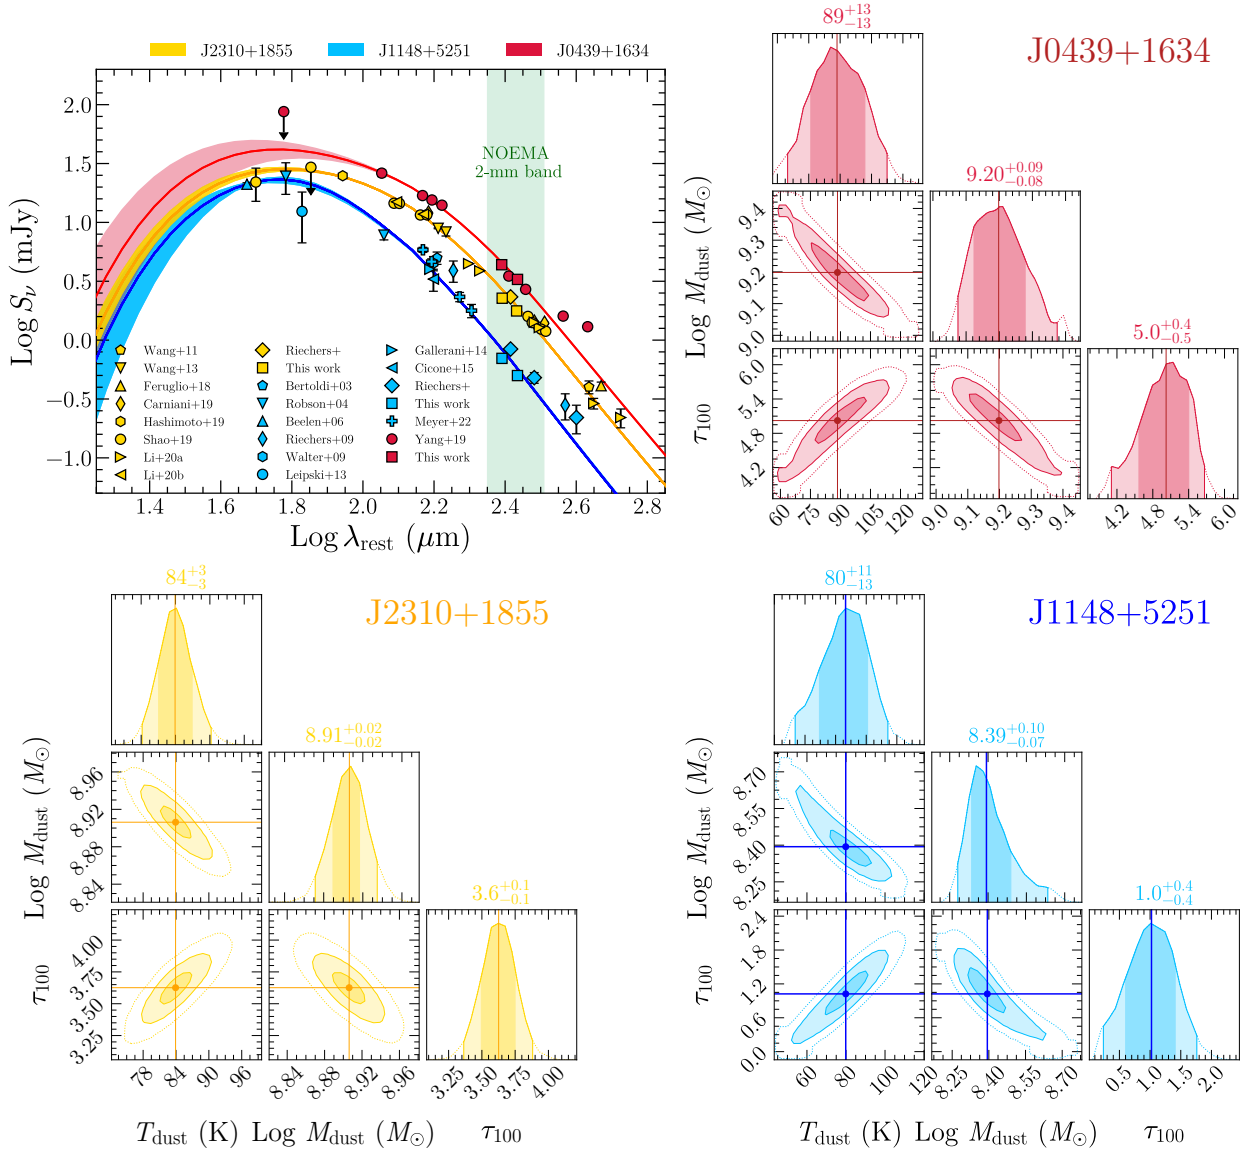 J2310+1855 J1148+5251 J0439+1634
Log S_ν (mJy)
2.0
1.5
1.0
0.5
0.0
−0.5
−1.0
NOEMA
2-mm band
Wang+11 Riechers+ Gallerani+14
Wang+13 This work Cicone+15
Feruglio+18 Bertoldi+03 Riechers+
Carniani+19 Robson+04 This work
Hashimoto+19 Beelen+06 Meyer+22
Shao+19 Riechers+09 Yang+19
Li+20a Walter+09 This work
Li+20b Leipski+13
1.4 1.6 1.8 2.0 2.2 2.4 2.6 2.8
Log λ_rest (μm)
J0439+1634
89^{+13}_{−13}
9.20^{+0.09}_{−0.08}
Log M_dust (M_⊙)
9.4
9.3
9.2
9.1
9.0
5.0^{+0.4}_{−0.5}
τ_100
6.0
5.4
4.8
4.2
60 75 90 105 120 9.0 9.1 9.2 9.3 9.4 4.2 4.8 5.4 6.0
J2310+1855
84^{+3}_{−3}
8.91^{+0.02}_{−0.02}
Log M_dust (M_⊙)
8.96
8.92
8.88
8.84
3.6^{+0.1}_{−0.1}
τ_100
4.00
3.75
3.50
3.25
78 84 90 96 8.84 8.88 8.92 8.96 3.25 3.50 3.75 4.00
T_dust (K) Log M_dust (M_⊙) τ_100
J1148+5251
80^{+11}_{−13}
8.39^{+0.10}_{−0.07}
Log M_dust (M_⊙)
8.70
8.55
8.40
8.25
1.0^{+0.4}_{−0.4}
τ_100
2.4
1.8
1.2
0.6
0.0
60 80 100 120 8.25 8.40 8.55 8.70 0.5 1.0 1.5 2.0
T_dust (K) Log M_dust (M_⊙) τ_100